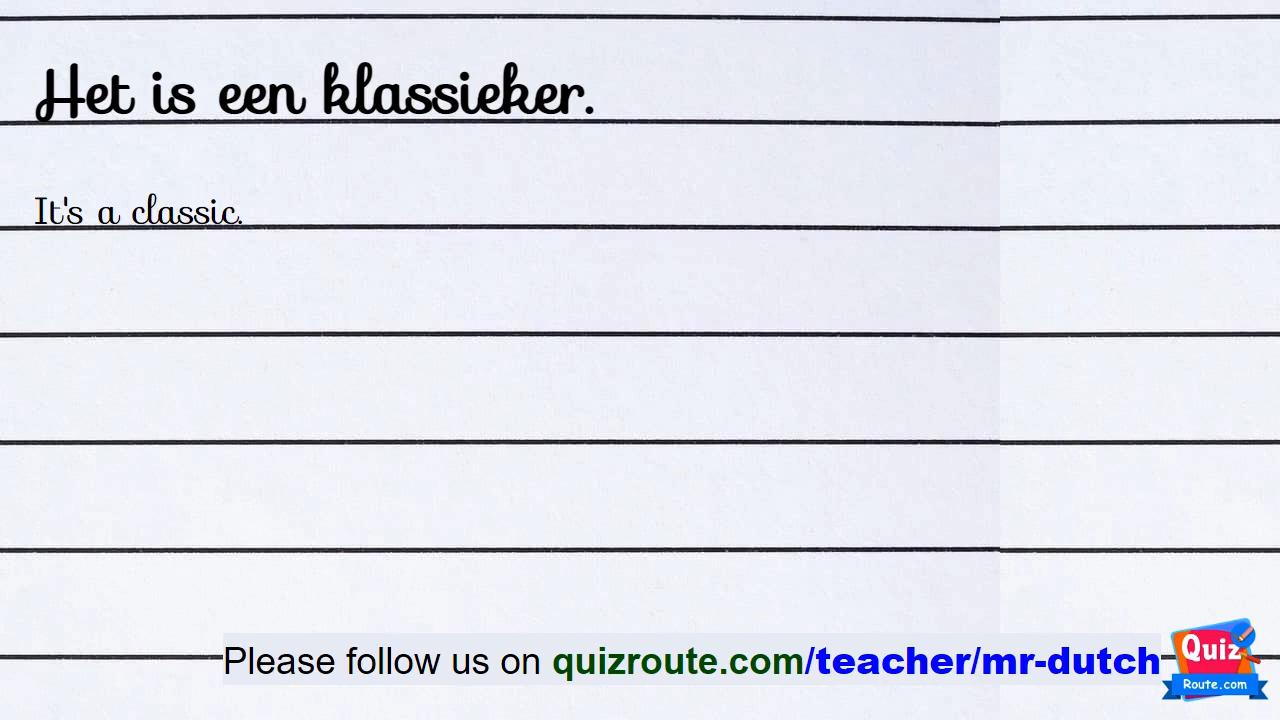 Het is een klassieker.
It's a classic.
Please follow us on quizroute.com/teacher/mr-dutch
Quiz
Route.com